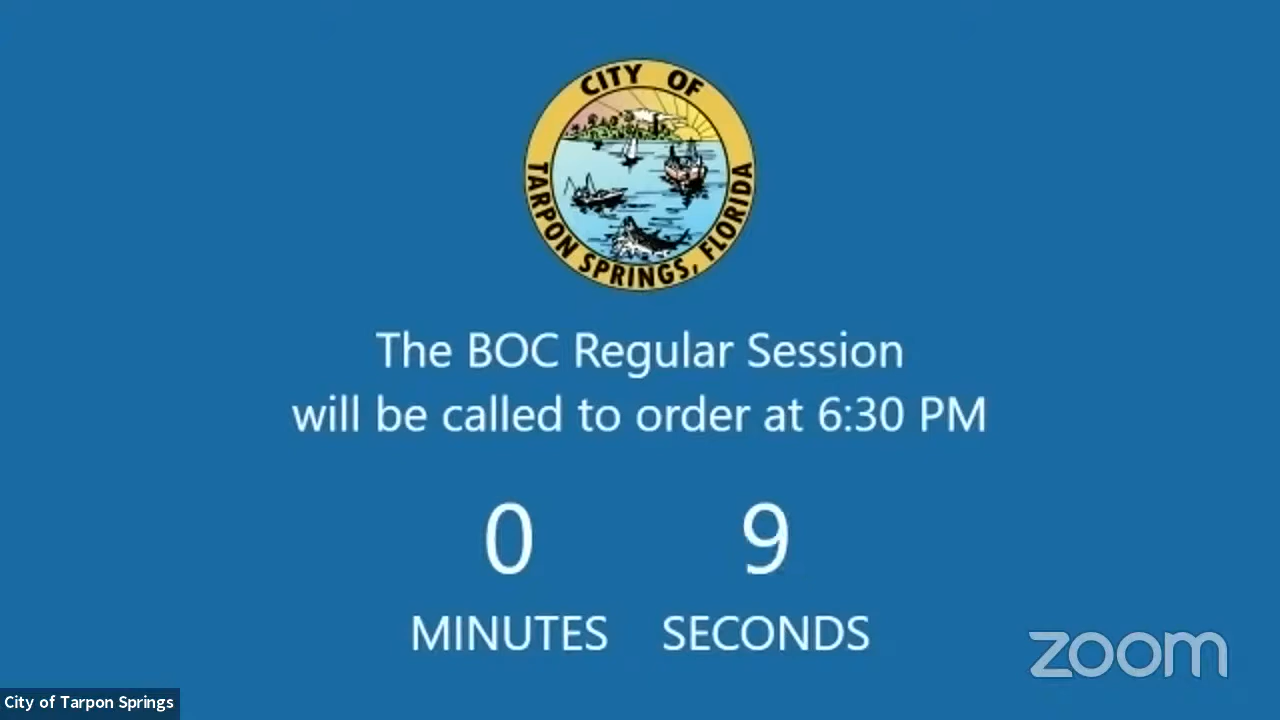 CITY OF
TARPON SPRINGS, FLORIDA
The BOC Regular Session
will be called to order at 6:30 PM
0 9
MINUTES SECONDS
zoom
City of Tarpon Springs